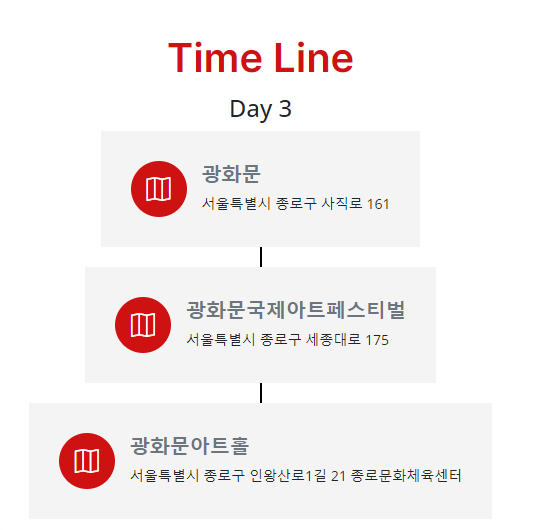 Time Line
Day 3
광화문
서울특별시 종로구 사직로 161
광화문국제아트페스티벌
서울특별시 종로구 세종대로 175
광화문아트홀
서울특별시 종로구 인왕산로1길 21 종로문화체육센터